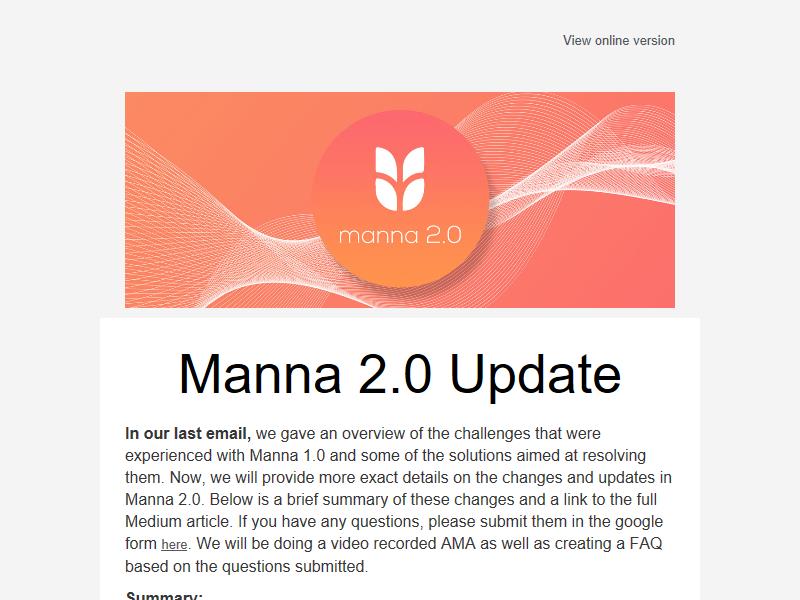 View online version
manna 2.0
Manna 2.0 Update
In our last email, we gave an overview of the challenges that were
experienced with Manna 1.0 and some of the solutions aimed at resolving
them. Now, we will provide more exact details on the changes and updates in
Manna 2.0. Below is a brief summary of these changes and a link to the full
Medium article. If you have any questions, please submit them in the google
form here. We will be doing a video recorded AMA as well as creating a FAQ
based on the questions submitted.
Summary: